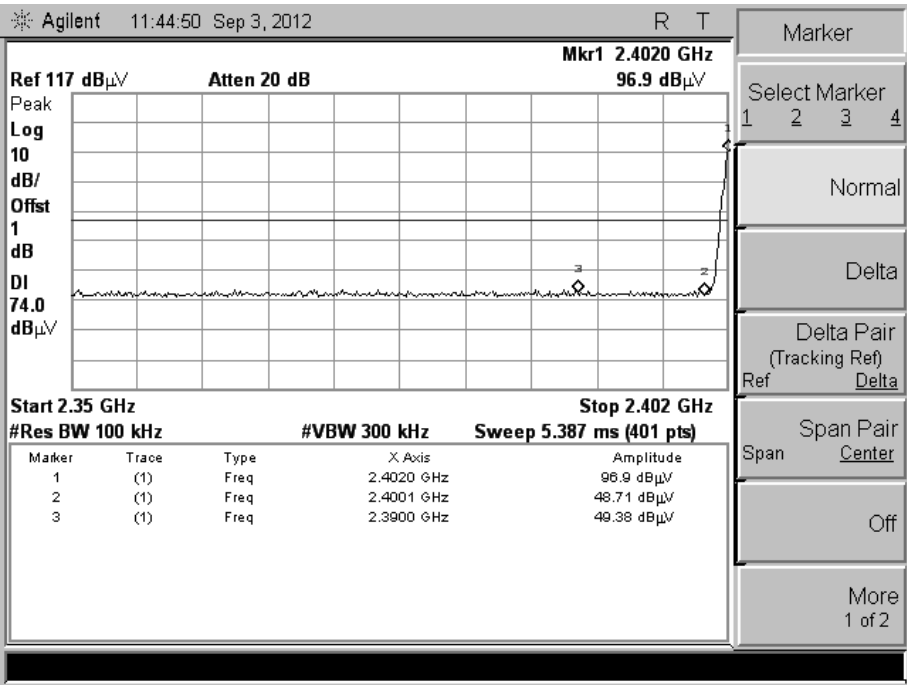 Agilent 11:44:50 Sep 3, 2012 R T
Mkr1 2.4020 GHz
Ref 117 dBµV Atten 20 dB 96.9 dBµV
Peak
Log
10
dB/
Offst
1
dB
DI
74.0
dBµV
1
3
2
Start 2.35 GHz Stop 2.402 GHz
#Res BW 100 kHz #VBW 300 kHz Sweep 5.387 ms (401 pts)
Marker Trace Type X Axis Amplitude
1 (1) Freq 2.4020 GHz 96.9 dBµV
2 (1) Freq 2.4001 GHz 48.71 dBµV
3 (1) Freq 2.3900 GHz 49.38 dBµV
Marker
Select Marker
1 2 3 4
Normal
Delta
Delta Pair
(Tracking Ref)
Ref Delta
Span Pair
Span Center
Off
More
1 of 2